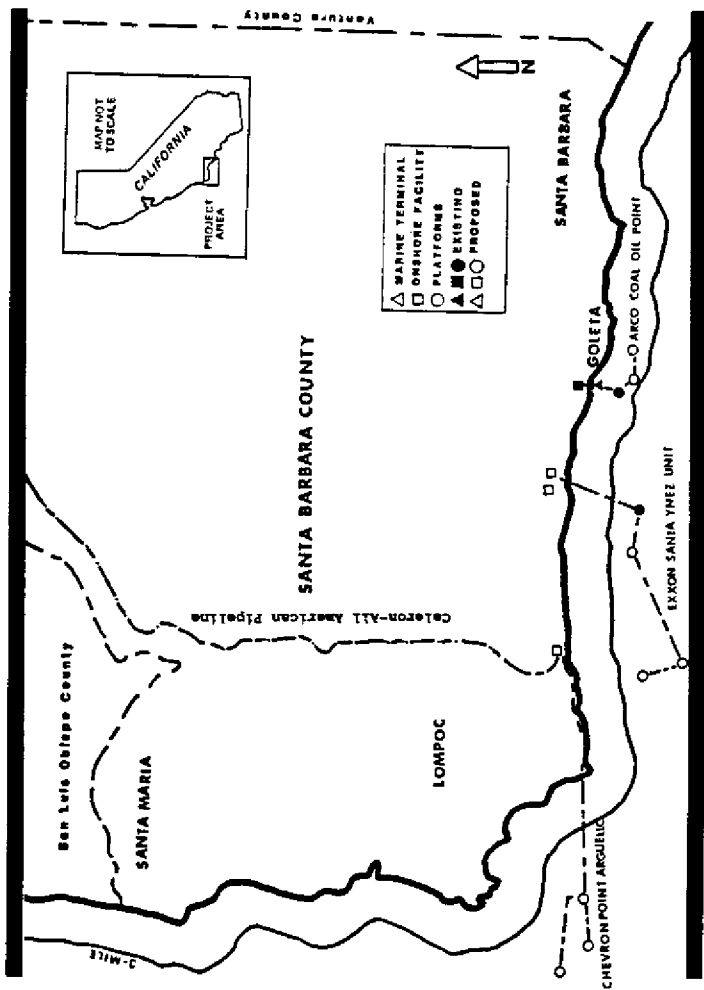 Ventura County
MAP NOT
TO SCALE
CALIFORNIA
PROJECT
AREA
N
MARINE TERMINAL
ONSHORE FACILITY
PLATFORMS
EXISTING
PROPOSED
SANTA BARBARA
SANTA BARBARA COUNTY
GOLETA
ARCO COAL OIL POINT
EXXON SANTA YNEZ UNIT
Celeron-All American Pipeline
San Luis Obispo County
SANTA MARIA
LOMPOC
3-MILE
CHEVRON POINT ARGUELLO